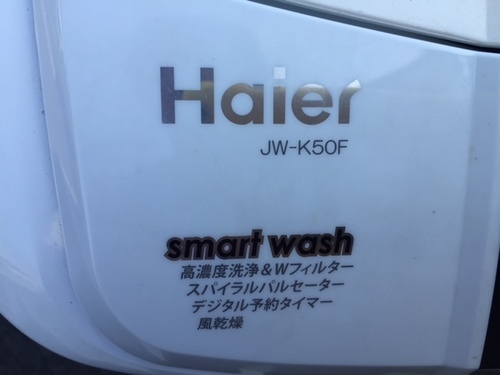 Haier
JW-K50F
smart wash
高濃度洗浄&Wフィルター
スパイラルパルセーター
デジタル予約タイマー
風乾燥